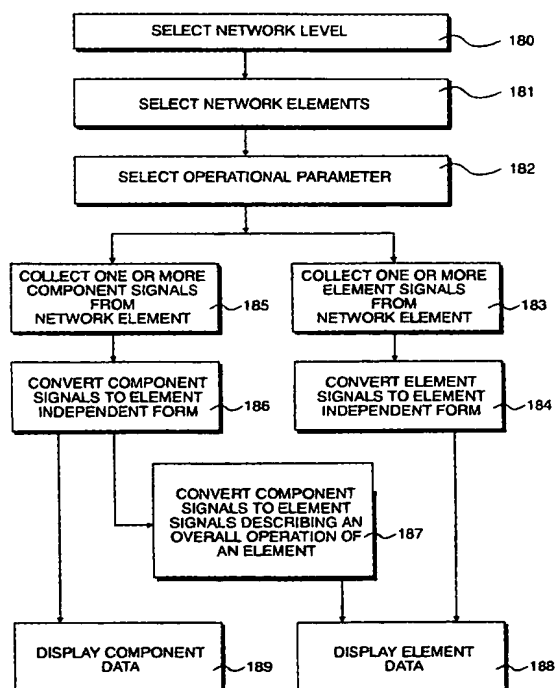 SELECT NETWORK LEVEL
180
SELECT NETWORK ELEMENTS
181
SELECT OPERATIONAL PARAMETER
182
COLLECT ONE OR MORE
COMPONENT SIGNALS
FROM
NETWORK ELEMENT
185
COLLECT ONE OR MORE
ELEMENT SIGNALS
FROM
NETWORK ELEMENT
183
CONVERT COMPONENT
SIGNALS TO ELEMENT
INDEPENDENT FORM
186
CONVERT ELEMENT
SIGNALS TO ELEMENT
INDEPENDENT FORM
184
CONVERT COMPONENT
SIGNALS TO ELEMENT
SIGNALS DESCRIBING AN
OVERALL OPERATION OF
AN ELEMENT
187
DISPLAY COMPONENT
DATA
189
DISPLAY ELEMENT
DATA
188